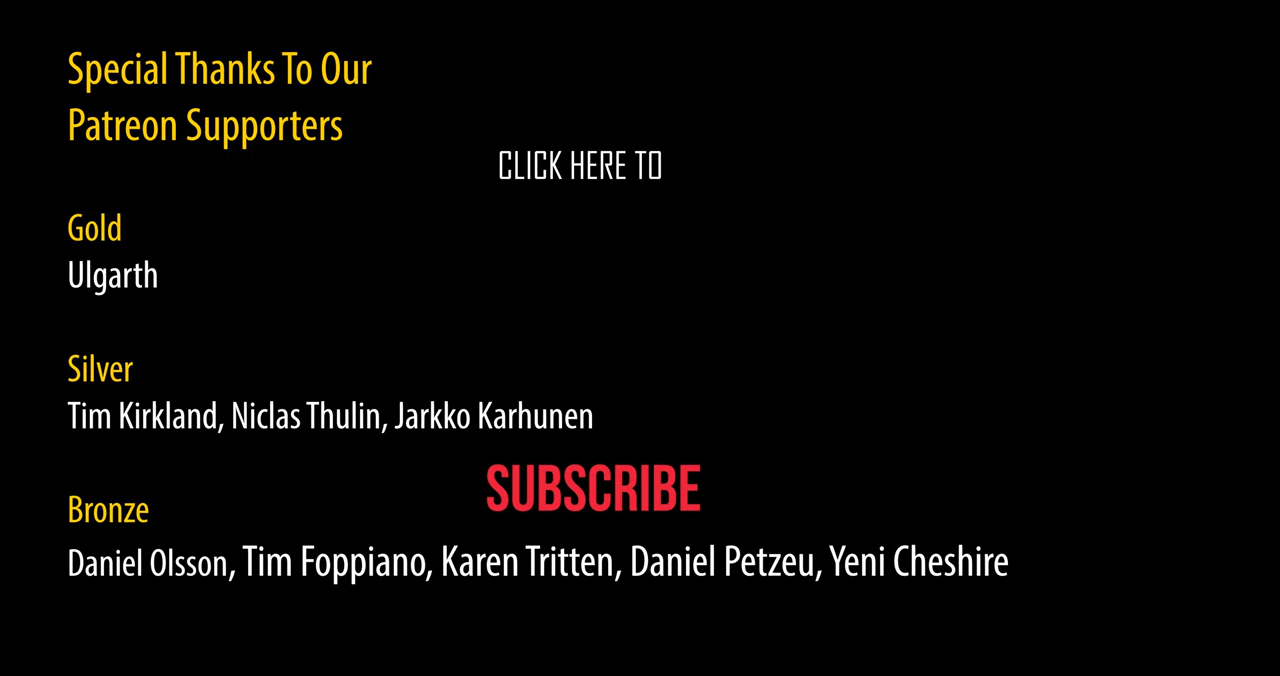 Special Thanks To Our
Patreon Supporters
CLICK HERE TO
Gold
Ulgarth
Silver
Tim Kirkland, Niclas Thulin, Jarkko Karhunen
SUBSCRIBE
Bronze
Daniel Olsson, Tim Foppiano, Karen Tritten, Daniel Petzeu, Yeni Cheshire